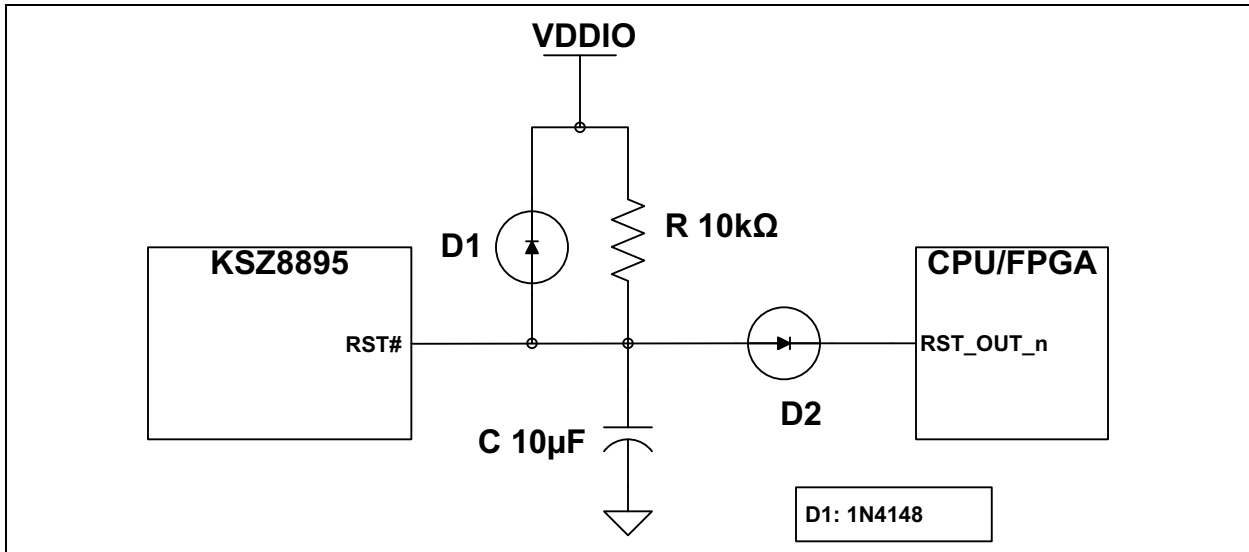 VDDIO
D1
R 10kΩ
KSZ8895
CPU/FPGA
RST#
RST_OUT_n
D2
C 10µF
D1: 1N4148